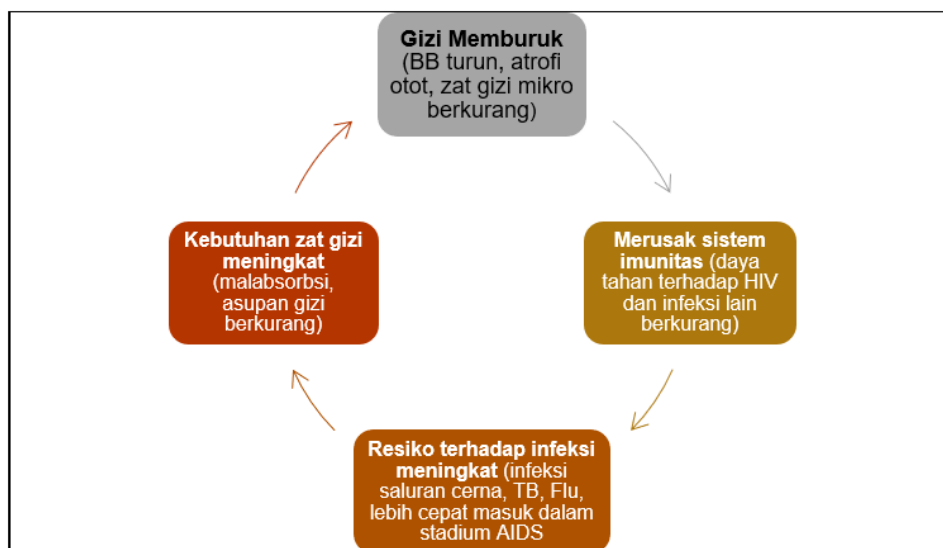 Gizi Memburuk
(BB turun, atrofi
otot, zat gizi mikro
berkurang)
Merusak sistem
imunitas (daya
tahan terhadap HIV
dan infeksi lain
berkurang)
Resiko terhadap infeksi
meningkat (infeksi
saluran cerna, TB, Flu,
lebih cepat masuk dalam
stadium AIDS
Kebutuhan zat gizi
meningkat
(malabsorbsi,
asupan gizi
berkurang)